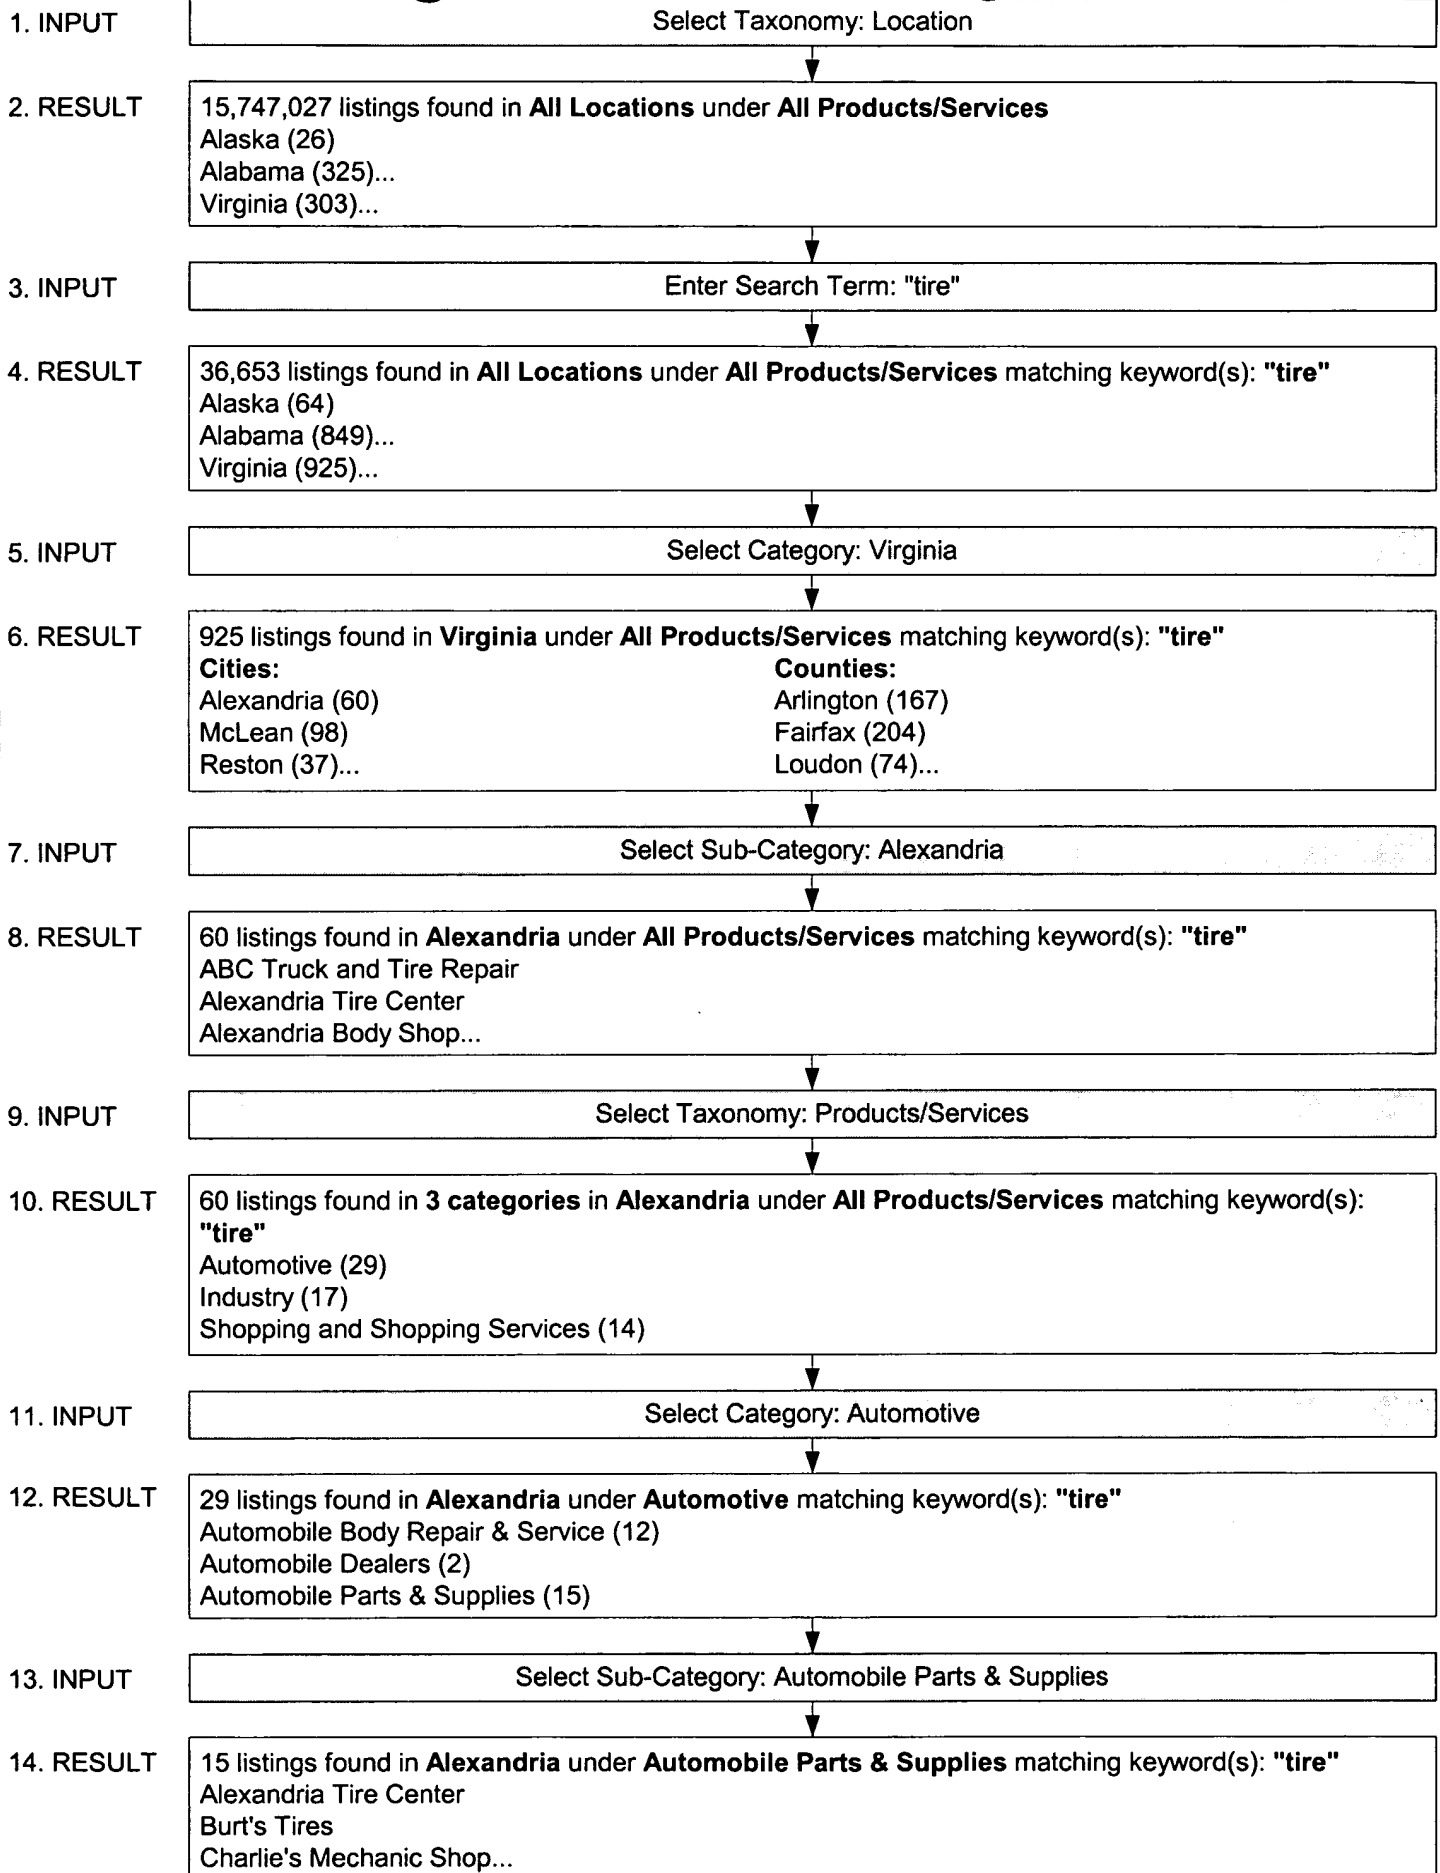 1. INPUT
Select Taxonomy: Location
2. RESULT
15,747,027 listings found in All Locations under All Products/Services
Alaska (26)
Alabama (325)...
Virginia (303)...
3. INPUT
Enter Search Term: "tire"
4. RESULT
36,653 listings found in All Locations under All Products/Services matching keyword(s): "tire"
Alaska (64)
Alabama (849)...
Virginia (925)...
5. INPUT
Select Category: Virginia
6. RESULT
925 listings found in Virginia under All Products/Services matching keyword(s): "tire"
Cities:
Alexandria (60)
McLean (98)
Reston (37)...
Counties:
Arlington (167)
Fairfax (204)
Loudon (74)...
7. INPUT
Select Sub-Category: Alexandria
8. RESULT
60 listings found in Alexandria under All Products/Services matching keyword(s): "tire"
ABC Truck and Tire Repair
Alexandria Tire Center
Alexandria Body Shop...
9. INPUT
Select Taxonomy: Products/Services
10. RESULT
60 listings found in 3 categories in Alexandria under All Products/Services matching keyword(s):
"tire"
Automotive (29)
Industry (17)
Shopping and Shopping Services (14)
11. INPUT
Select Category: Automotive
12. RESULT
29 listings found in Alexandria under Automotive matching keyword(s): "tire"
Automobile Body Repair & Service (12)
Automobile Dealers (2)
Automobile Parts & Supplies (15)
13. INPUT
Select Sub-Category: Automobile Parts & Supplies
14. RESULT
15 listings found in Alexandria under Automobile Parts & Supplies matching keyword(s): "tire"
Alexandria Tire Center
Burt's Tires
Charlie's Mechanic Shop...